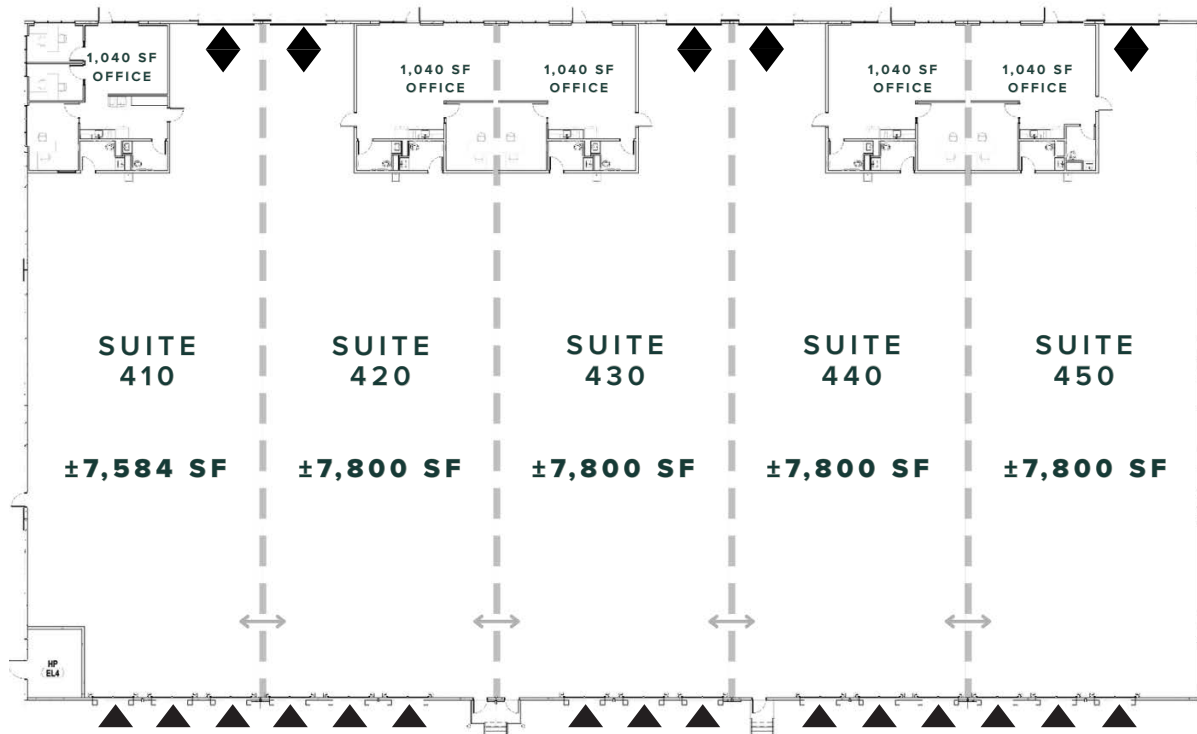 1,040 SF
OFFICE
1,040 SF
OFFICE
1,040 SF
OFFICE
1,040 SF
OFFICE
1,040 SF
OFFICE
SUITE
410
SUITE
420
SUITE
430
SUITE
440
SUITE
450
±7,584 SF
±7,800 SF
±7,800 SF
±7,800 SF
±7,800 SF
HP
EL4